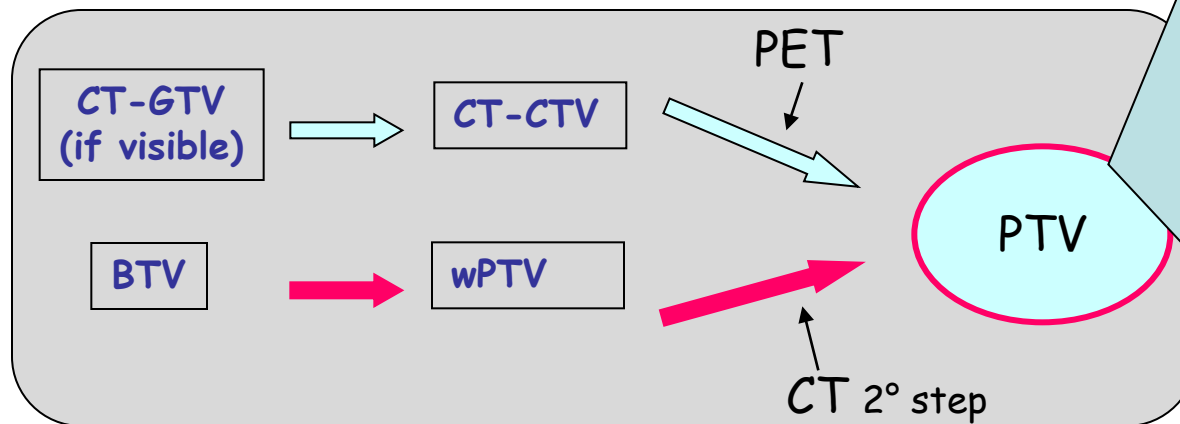 PET
CT-GTV
(if visible)
CT-CTV
PTV
BTV
wPTV
CT 2° step